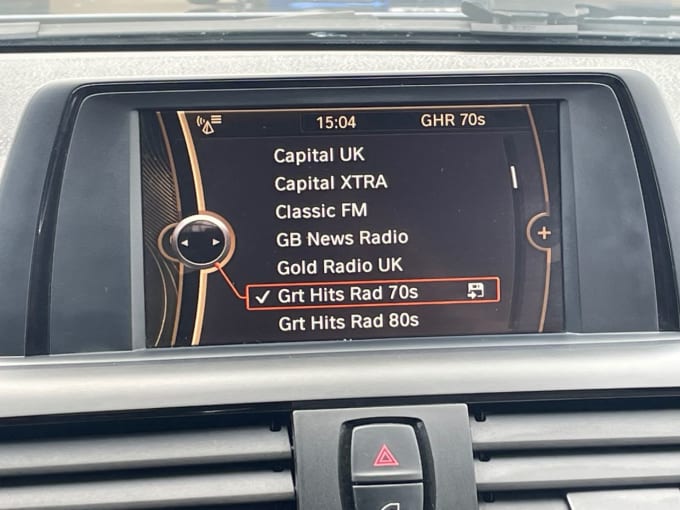 15:04 GHR 70s
Capital UK
Capital XTRA
Classic FM
GB News Radio
Gold Radio UK
Grt Hits Rad 70s
Grt Hits Rad 80s